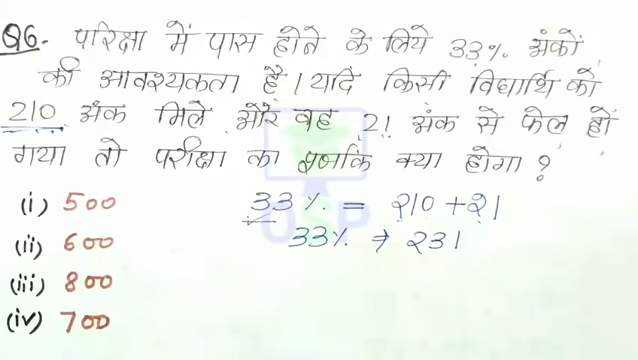 Q6. परिक्षा में पास होने के लिये 33% अंकों
की आवश्यकता है। यदि किसी विद्यार्थि को
210 अंक मिले और वह 21 अंक से फेल हो
गया तो परीक्षा का पूर्णांक क्या होगा?
(i) 500
33% = 210 + 21
(ii) 600
33% → 231
(iii) 800
(iv) 700